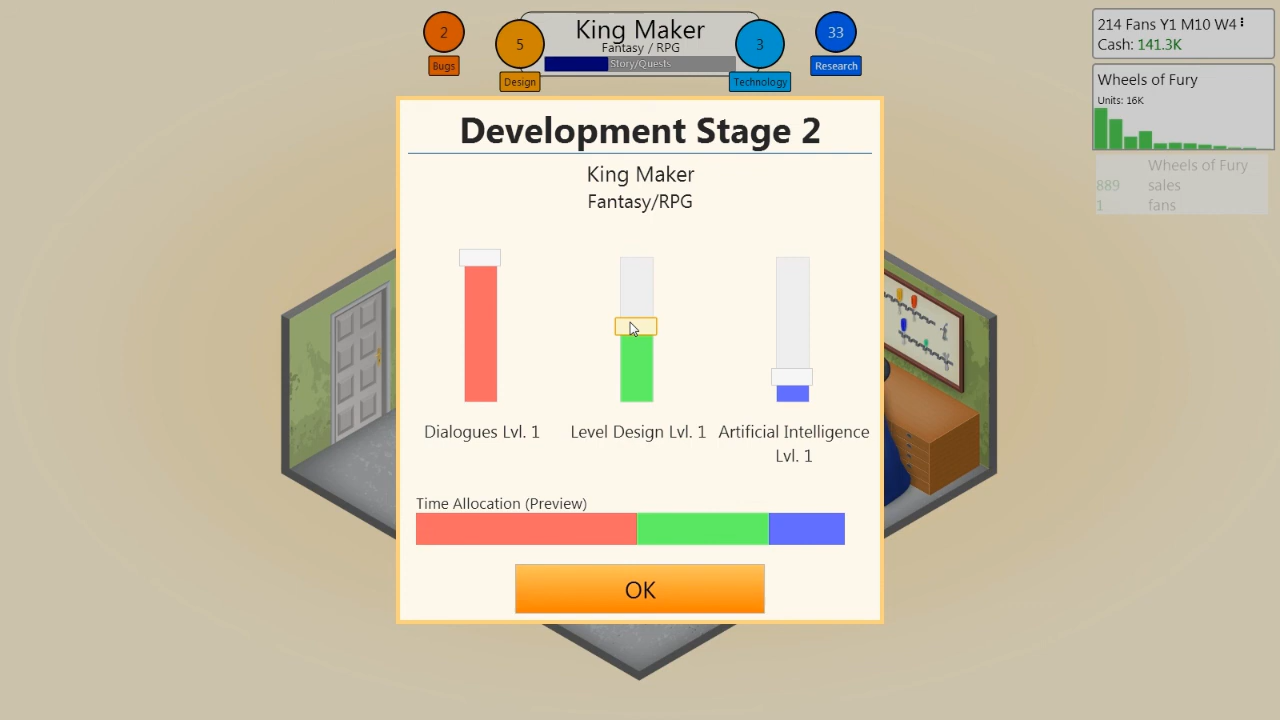 2
Bugs
5
Design
King Maker
Fantasy / RPG
Story/Quests
3
Technology
33
Research
214 Fans Y1 M10 W4
Cash: 141.3K
Wheels of Fury
Units: 16K
Wheels of Fury
889 sales
1 fans
Development Stage 2
King Maker
Fantasy/RPG
Dialogues Lvl. 1
Level Design Lvl. 1
Artificial Intelligence
Lvl. 1
Time Allocation (Preview)
OK